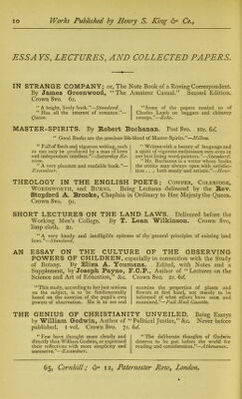 10 Works Published by Henry S. King & Co.,
ESSAYS, LECTURES, AND COLLECTED PAPERS.
IN STRANGE COMPANY; or, The Note Book of a Roving Correspondent.
By James Greenwood, "The Amateur Casual." Second Edition.
Crown 8vo. 6s.
"A bright, lively book."—Standard.
"Has all the interest of romance."—
Queen.
"Some of the papers remind us of
Charles Lamb on beggars and chimney
sweeps."—Echo.
MASTER-SPIRITS. By Robert Buchanan. Post 8vo. 10s. 6d.
"Good Books are the precious life-blood of Master-Spirits."—Milton.
"Full of fresh and vigorous writing, such
as can only be produced by a man of keen
and independent intellect."—Saturday Review.
"A very pleasant and readable book."—
Examiner.
"Written with a beauty of language and
a spirit of vigorous enthusiasm rare even in
our best living word-painters."—Standard.
"Mr. Buchanan is a writer whose books
the critics may always open with satisfaction
. . . both manly and artistic."—Hour.
THEOLOGY IN THE ENGLISH POETS; COWPER, COLERIDGE,
WORDSWORTH, and BURNS. Being Lectures delivered by the Rev.
Stopford A. Brooke, Chaplain in Ordinary to Her Majesty the Queen.
Crown 8vo. 9s.
SHORT LECTURES ON THE LAND LAWS. Delivered before the
Working Men's College. By T. Lean Wilkinson. Crown 8vo,
limp cloth. 2s.
"A very handy and intelligible epitome of the general principles of existing land
laws."—Standard.
AN ESSAY ON THE CULTURE OF THE OBSERVING
POWERS OF CHILDREN, especially in connection with the Study
of Botany. By Eliza A. Youmans. Edited, with Notes and a
Supplement, by Joseph Payne, F.C.P., Author of "Lectures on the
Science and Art of Education," &c. Crown 8vo. 2s. 6d.
"This study, according to her just notions
on the subject, is to be fundamentally
based on the exercise of the pupil's own
powers of observation. He is to see and
examine the properties of plants and
flowers at first hand, not merely to be
informed of what others have seen and
examined."—Pall Mall Gazette.
THE GENIUS OF CHRISTIANITY UNVEILED. Being Essays
by William Godwin, Author of "Political Justice," &c. Never before
published. 1 vol. Crown 8vo. 7s. 6d.
"Few have thought more clearly and
directly than William Godwin, or expressed
their reflections with more simplicity and
unreserve."—Examiner.
"The deliberate thoughts of Godwin
deserve to be put before the world for
reading and consideration."—Athenæum.
65, Cornhill; & 12, Paternoster Row, London.